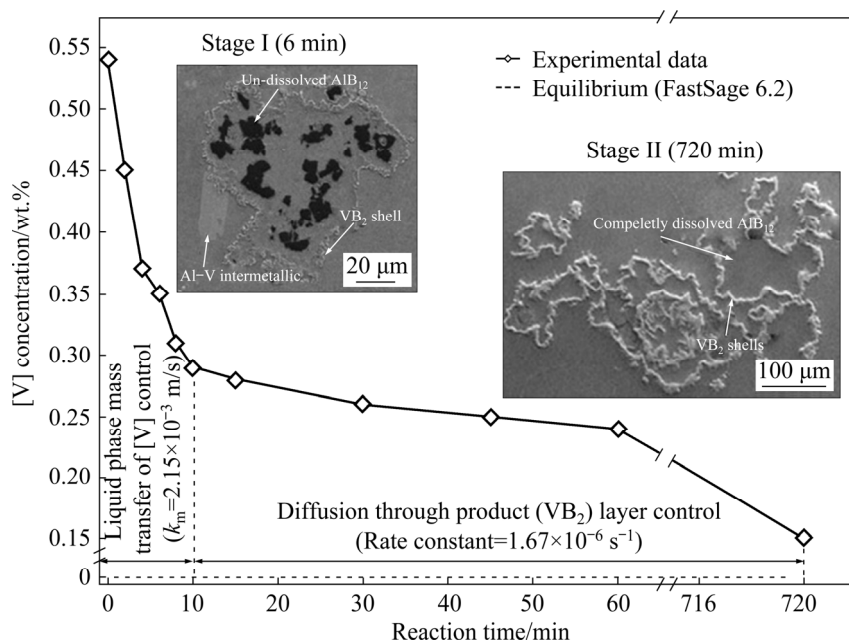 Stage I (6 min)
Un-dissolved AlB₁₂
VB₂ shell
Al−V intermetallic
20 μm
Experimental data
Equilibrium (FastSage 6.2)
Stage II (720 min)
Compeletly dissolved AlB₁₂
VB₂ shells
100 μm
[V] concentration/wt.%
0.55
0.50
0.45
0.40
0.35
0.30
0.25
0.20
0.15
0
Liquid phase mass
transfer of [V] control
(kₘ=2.15×10⁻³ m/s)
Diffusion through product (VB₂) layer control
(Rate constant=1.67×10⁻⁶ s⁻¹)
0 10 20 30 40 50 60 716 720
Reaction time/min